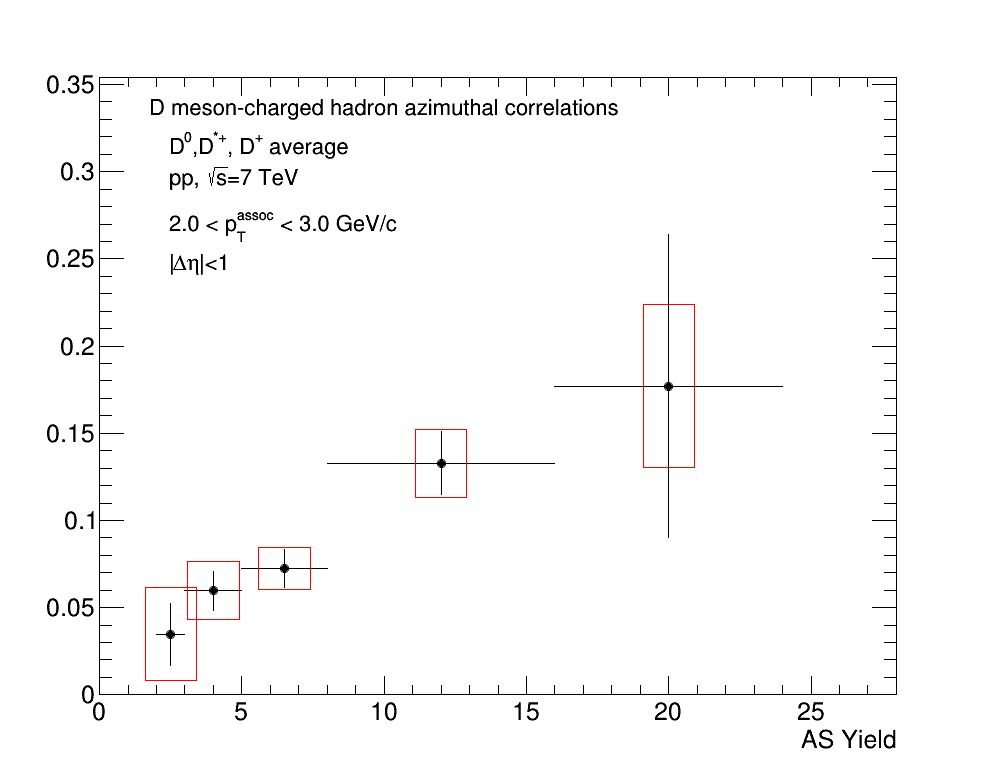 0.35
D meson-charged hadron azimuthal correlations
D⁰,D*⁺, D⁺ average
0.3
pp, √s=7 TeV
2.0 < p_T^assoc < 3.0 GeV/c
0.25
|Δη|<1
0.2
0.15
0.1
0.05
0
0 5 10 15 20 25
AS Yield